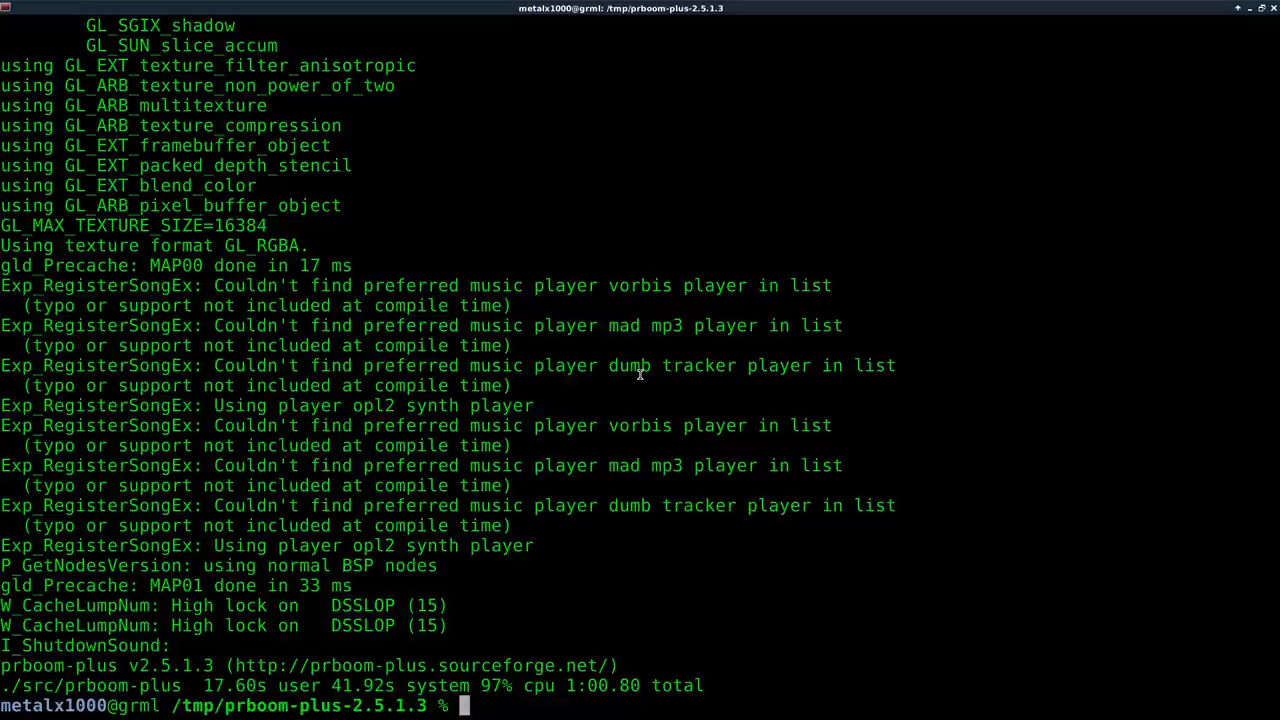 metalx1000@grml: /tmp/prboom-plus-2.5.1.3
GL_SGIX_shadow
GL_SUN_slice_accum
using GL_EXT_texture_filter_anisotropic
using GL_ARB_texture_non_power_of_two
using GL_ARB_multitexture
using GL_ARB_texture_compression
using GL_EXT_framebuffer_object
using GL_EXT_packed_depth_stencil
using GL_EXT_blend_color
using GL_ARB_pixel_buffer_object
GL_MAX_TEXTURE_SIZE=16384
Using texture format GL_RGBA.
gld_Precache: MAP00 done in 17 ms
Exp_RegisterSongEx: Couldn't find preferred music player vorbis player in list
(typo or support not included at compile time)
Exp_RegisterSongEx: Couldn't find preferred music player mad mp3 player in list
(typo or support not included at compile time)
Exp_RegisterSongEx: Couldn't find preferred music player dumb tracker player in list
(typo or support not included at compile time)
Exp_RegisterSongEx: Using player opl2 synth player
Exp_RegisterSongEx: Couldn't find preferred music player vorbis player in list
(typo or support not included at compile time)
Exp_RegisterSongEx: Couldn't find preferred music player mad mp3 player in list
(typo or support not included at compile time)
Exp_RegisterSongEx: Couldn't find preferred music player dumb tracker player in list
(typo or support not included at compile time)
Exp_RegisterSongEx: Using player opl2 synth player
P_GetNodesVersion: using normal BSP nodes
gld_Precache: MAP01 done in 33 ms
W_CacheLumpNum: High lock on   DSSLOP (15)
W_CacheLumpNum: High lock on   DSSLOP (15)
I_ShutdownSound:
prboom-plus v2.5.1.3 (http://prboom-plus.sourceforge.net/)
./src/prboom-plus  17.60s user 41.92s system 97% cpu 1:00.80 total
metalx1000@grml /tmp/prboom-plus-2.5.1.3 %